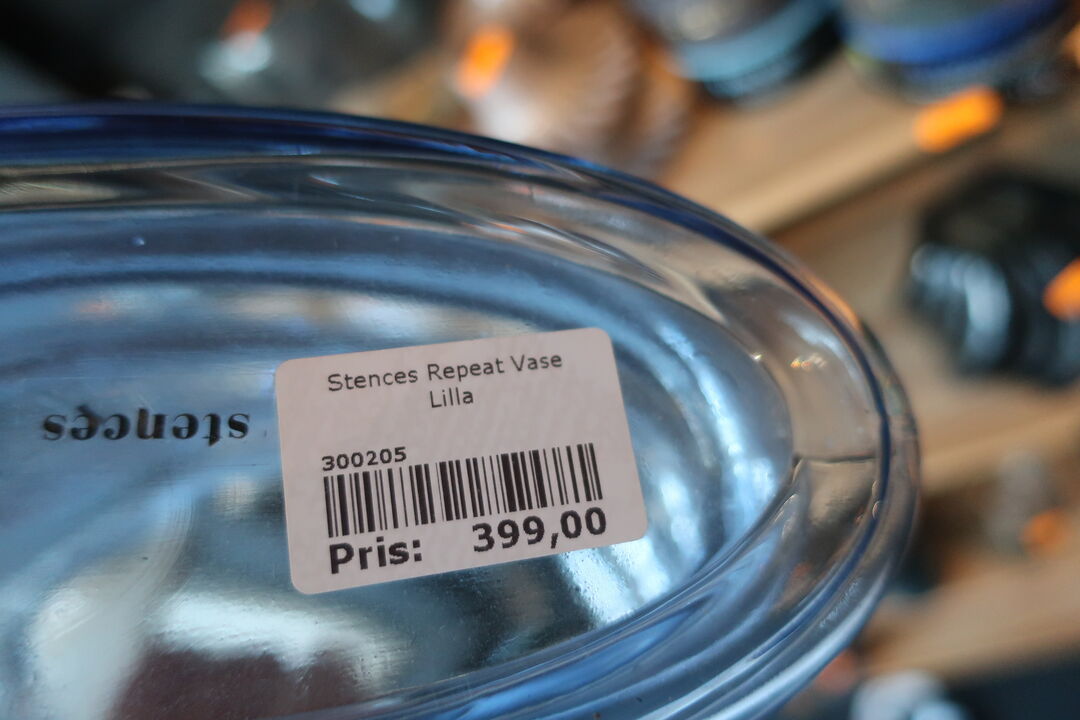 Stences Repeat Vase
Lilla
300205
Pris: 399,00
stences